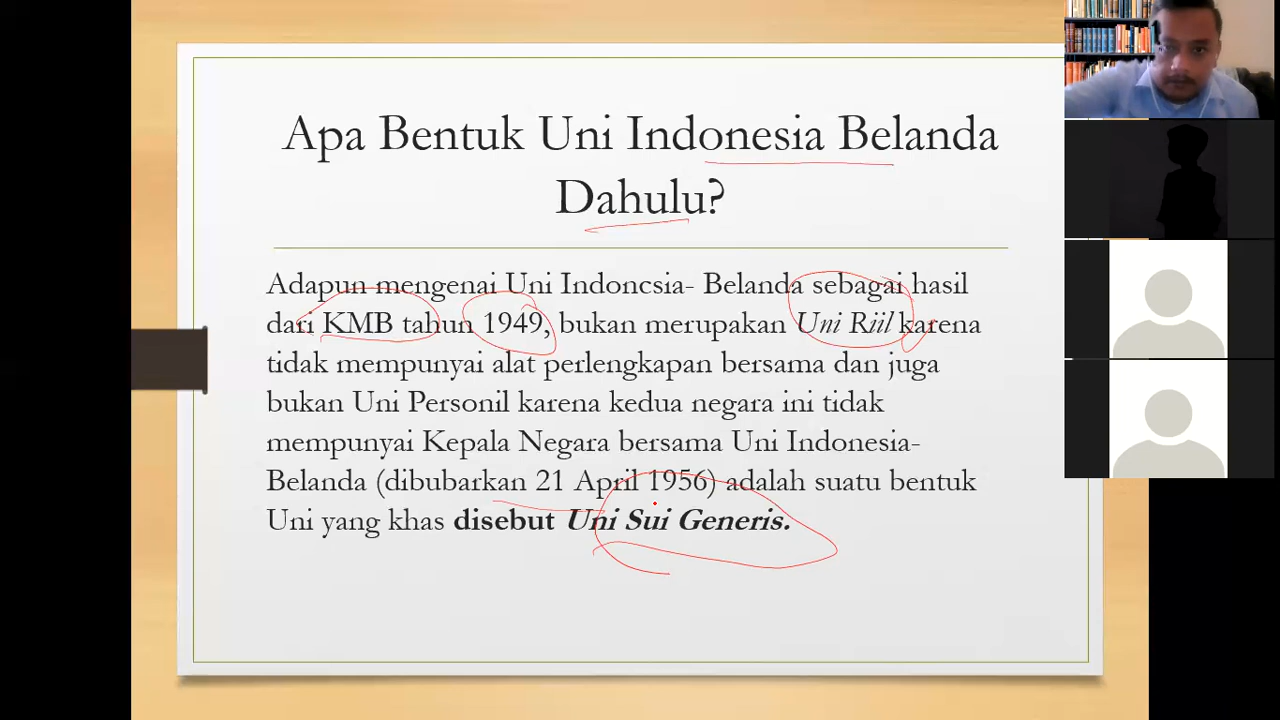 Apa Bentuk Uni Indonesia Belanda
Dahulu?
Adapun mengenai Uni Indoncsia- Belanda sebagai hasil
dari KMB tahun 1949, bukan merupakan Uni Riil karena
tidak mempunyai alat perlengkapan bersama dan juga
bukan Uni Personil karena kedua negara ini tidak
mempunyai Kepala Negara bersama Uni Indonesia-
Belanda (dibubarkan 21 April 1956) adalah suatu bentuk
Uni yang khas disebut Uni Sui Generis.